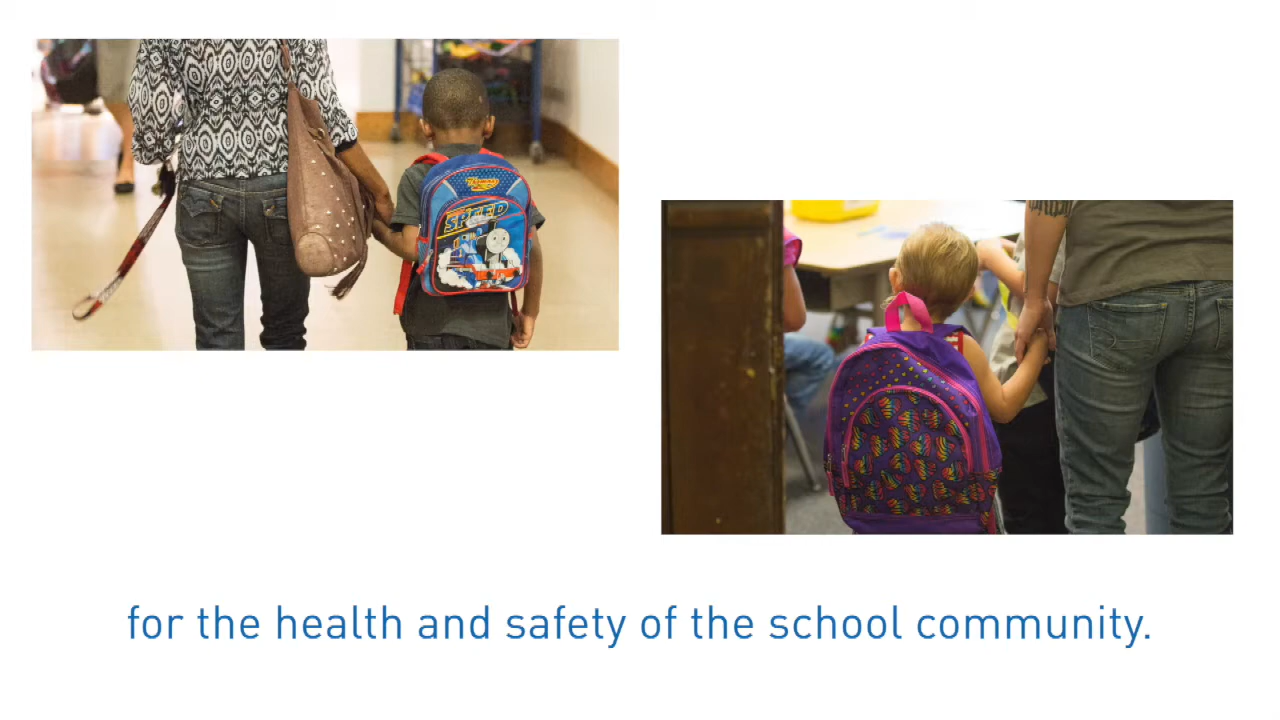 SPEED
for the health and safety of the school community.